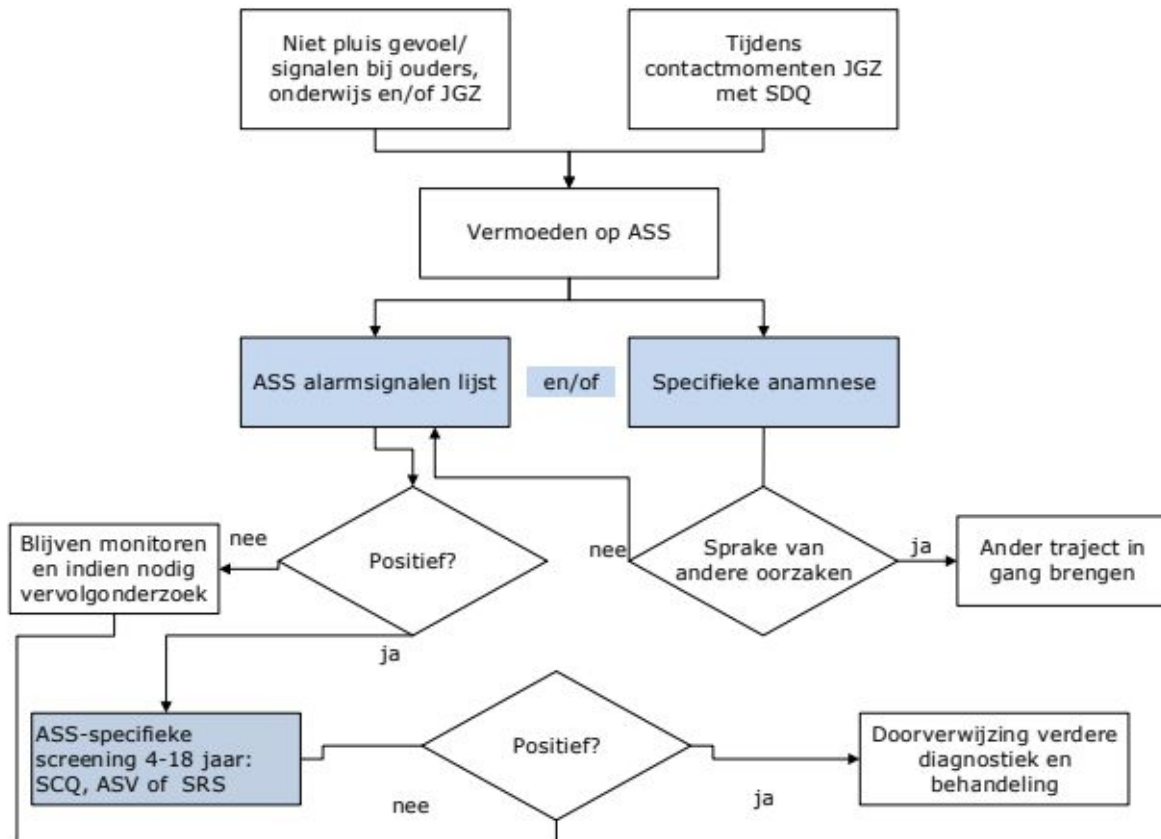 Niet pluis gevoel/
signalen bij ouders,
onderwijs en/of JGZ
Tijdens
contactmomenten JGZ
met SDQ
Vermoeden op ASS
ASS alarmsignalen lijst
en/of
Specifieke anamnese
Blijven monitoren
en indien nodig
vervolgonderzoek
nee
Positief?
nee
Sprake van
andere oorzaken
ja
Ander traject in
gang brengen
ja
ASS-specifieke
screening 4-18 jaar:
SCQ, ASV of SRS
Positief?
Doorverwijzing verdere
diagnostiek en
behandeling
nee
ja